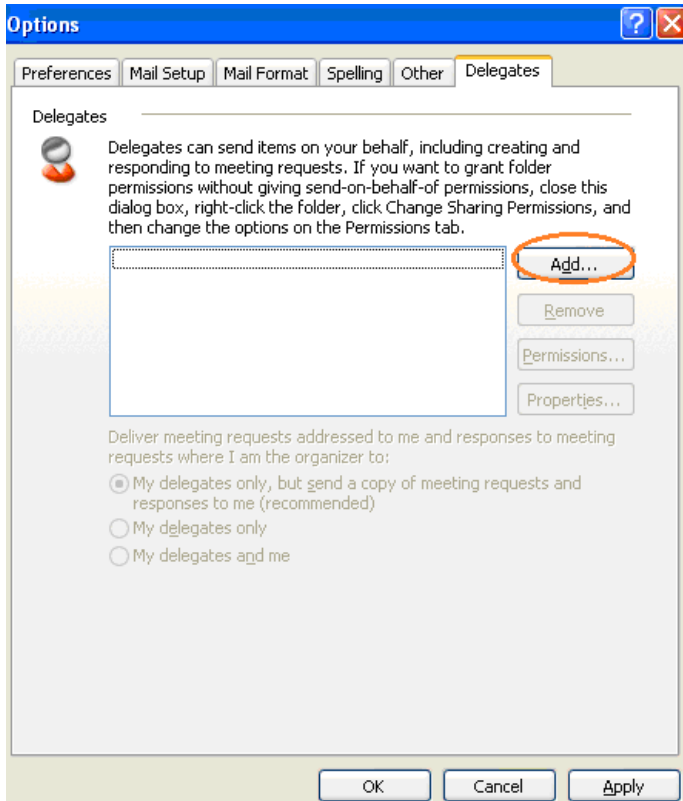 Options
Preferences Mail Setup Mail Format Spelling Other Delegates
Delegates
Delegates can send items on your behalf, including creating and
responding to meeting requests. If you want to grant folder
permissions without giving send-on-behalf-of permissions, close this
dialog box, right-click the folder, click Change Sharing Permissions, and
then change the options on the Permissions tab.
Add...
Remove
Permissions...
Properties...
Deliver meeting requests addressed to me and responses to meeting
requests where I am the organizer to:
My delegates only, but send a copy of meeting requests and
responses to me (recommended)
My delegates only
My delegates and me
OK Cancel Apply